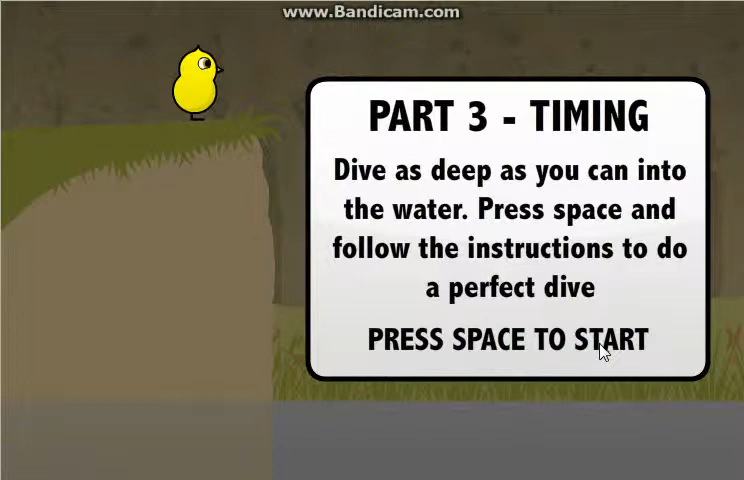 www.Bandicam.com
PART 3 - TIMING
Dive as deep as you can into
the water. Press space and
follow the instructions to do
a perfect dive
PRESS SPACE TO START